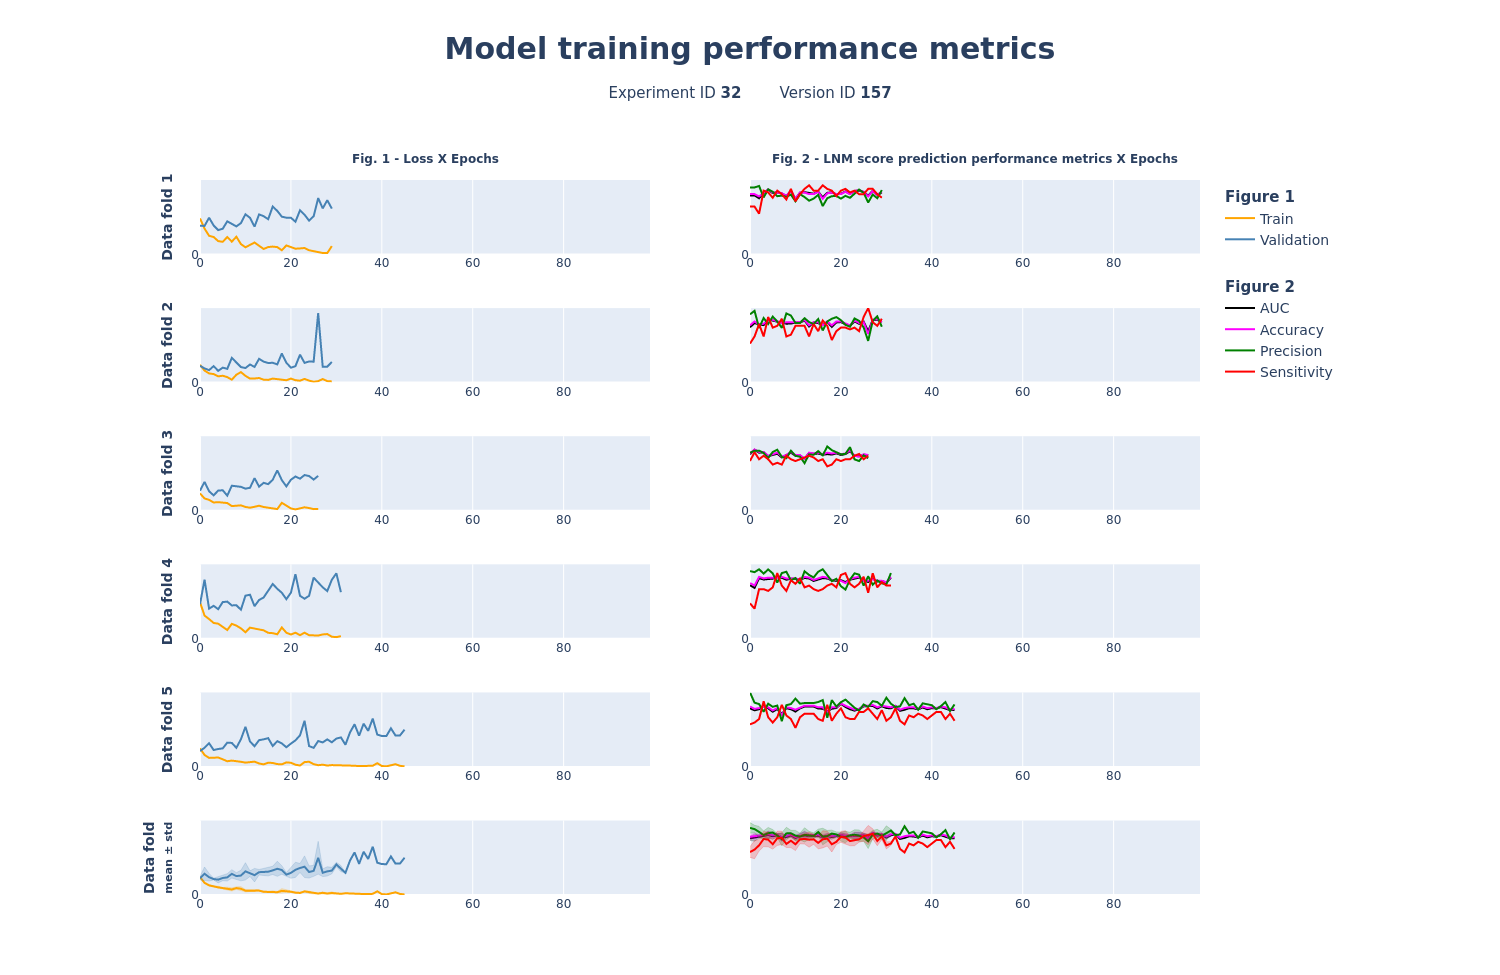 Model training performance metrics
Experiment ID 32 Version ID 157
Fig. 1 - Loss X Epochs
Fig. 2 - LNM score prediction performance metrics X Epochs
Data fold 1
0
0 20 40 60 80
0
0 20 40 60 80
Data fold 2
0
0 20 40 60 80
0
0 20 40 60 80
Data fold 3
0
0 20 40 60 80
0
0 20 40 60 80
Data fold 4
0
0 20 40 60 80
0
0 20 40 60 80
Data fold 5
0
0 20 40 60 80
0
0 20 40 60 80
Data fold
mean ± std
0
0 20 40 60 80
0
0 20 40 60 80
Figure 1
Train
Validation
Figure 2
AUC
Accuracy
Precision
Sensitivity